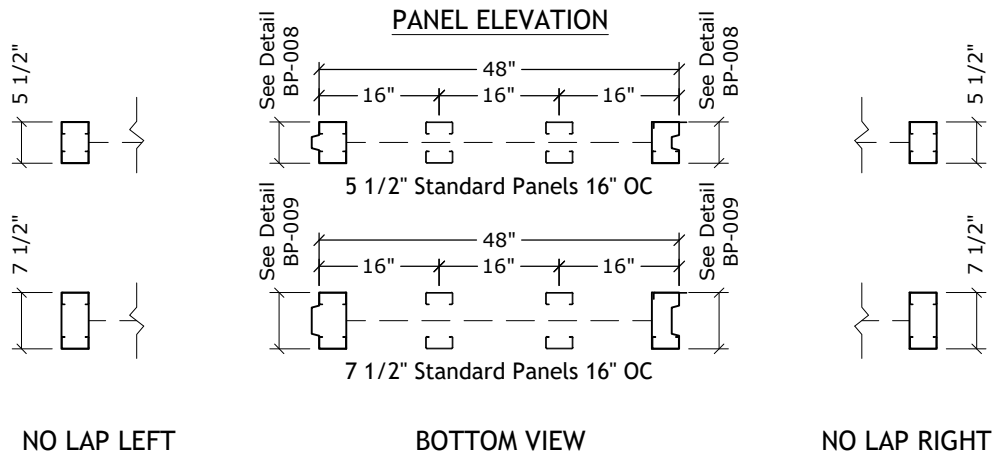 PANEL ELEVATION
5 1/2"
See Detail
BP-008
48"
16" 16" 16"
See Detail
BP-008
5 1/2"
5 1/2" Standard Panels 16" OC
7 1/2"
See Detail
BP-009
48"
16" 16" 16"
See Detail
BP-009
7 1/2"
7 1/2" Standard Panels 16" OC
NO LAP LEFT
BOTTOM VIEW
NO LAP RIGHT